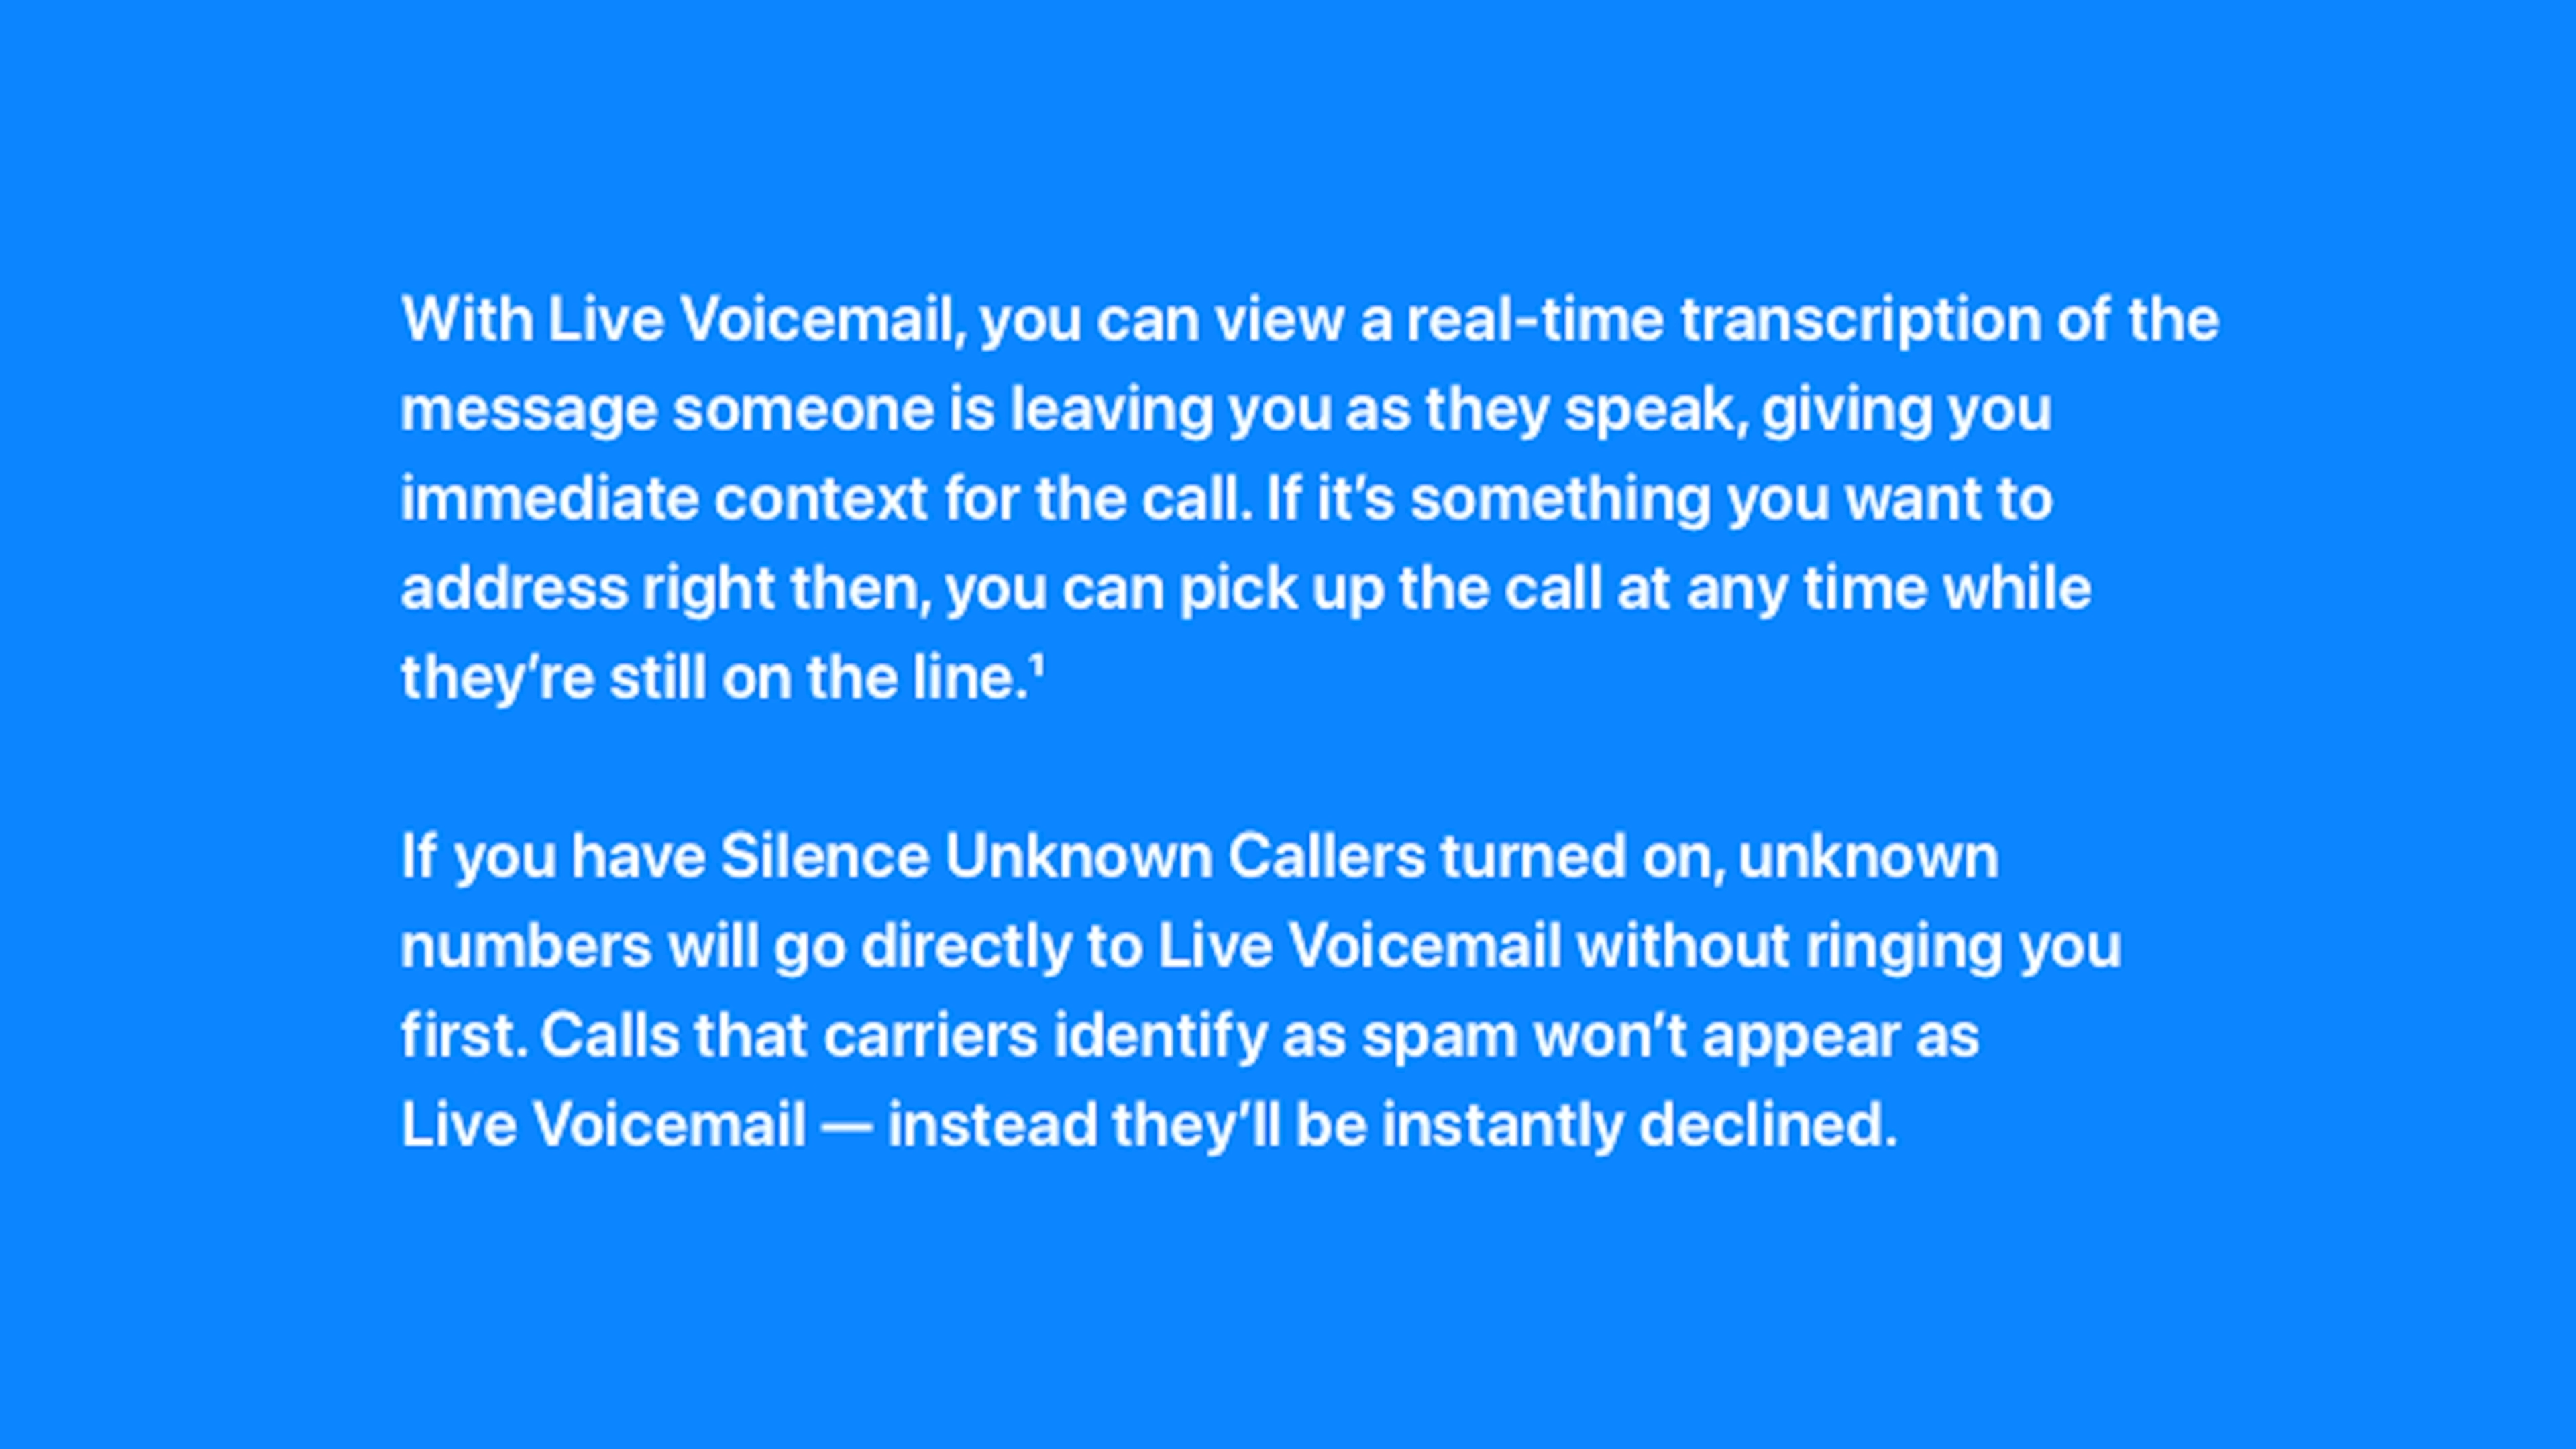 With Live Voicemail, you can view a real-time transcription of the
message someone is leaving you as they speak, giving you
immediate context for the call. If it’s something you want to
address right then, you can pick up the call at any time while
they’re still on the line.¹
If you have Silence Unknown Callers turned on, unknown
numbers will go directly to Live Voicemail without ringing you
first. Calls that carriers identify as spam won’t appear as
Live Voicemail — instead they’ll be instantly declined.